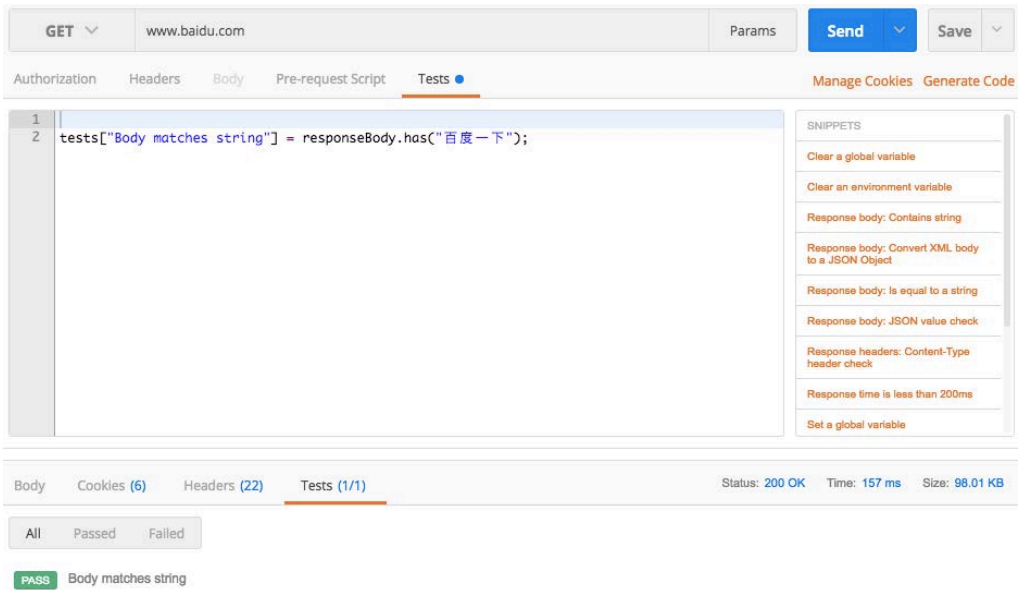 GET www.baidu.com Params Send Save
Authorization Headers Body Pre-request Script Tests Manage Cookies Generate Code
1
2 tests["Body matches string"] = responseBody.has("百度一下");
SNIPPETS
Clear a global variable
Clear an environment variable
Response body: Contains string
Response body: Convert XML body
to a JSON Object
Response body: Is equal to a string
Response body: JSON value check
Response headers: Content-Type
header check
Response time is less than 200ms
Set a global variable
Body Cookies (6) Headers (22) Tests (1/1) Status: 200 OK Time: 157 ms Size: 98.01 KB
All Passed Failed
PASS Body matches string